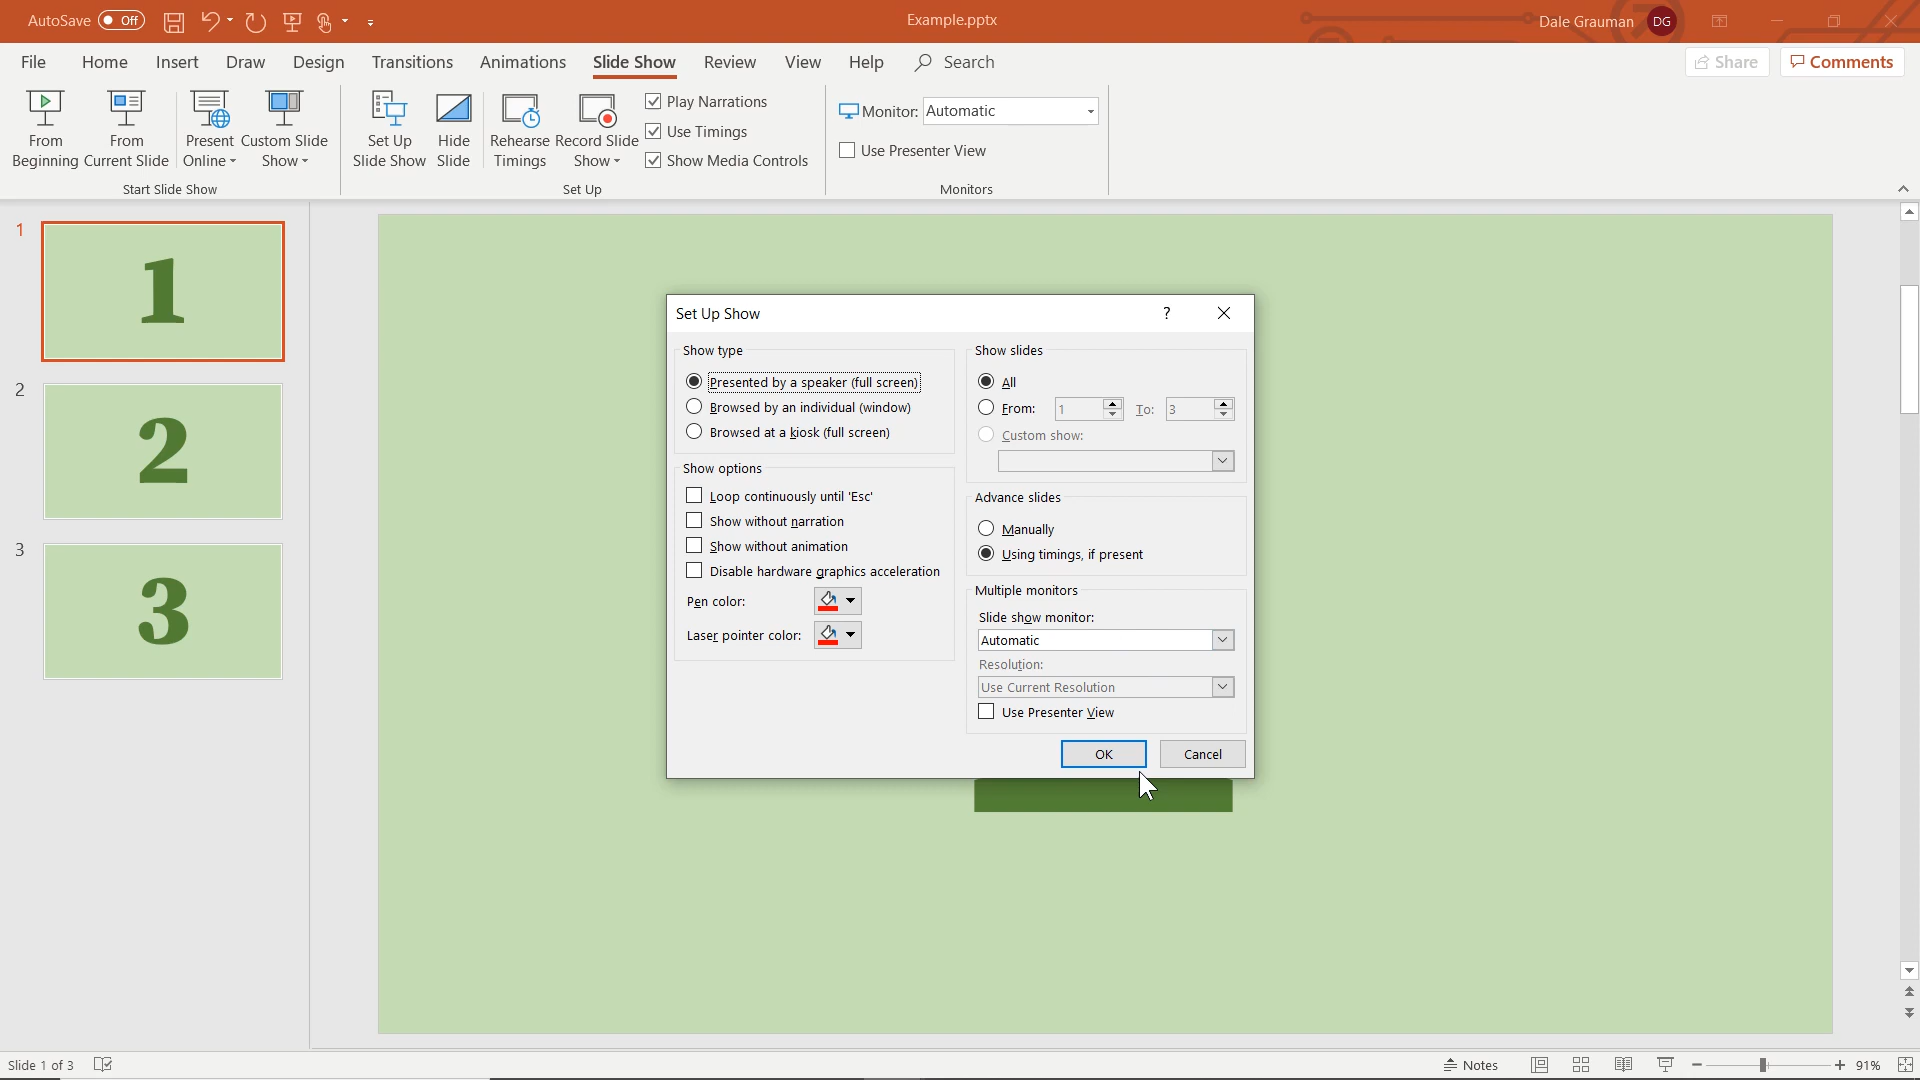 AutoSave Off Example.pptx Dale Grauman DG
File Home Insert Draw Design Transitions Animations Slide Show Review View Help Search Share Comments
From Beginning
From Current Slide
Present Online
Custom Slide Show
Start Slide Show
Set Up Slide Show
Hide Slide
Rehearse Timings
Record Slide Show
Play Narrations
Use Timings
Show Media Controls
Set Up
Monitor: Automatic
Use Presenter View
Monitors
1
1
2
2
3
3
Set Up Show ?
Show type
Presented by a speaker (full screen)
Browsed by an individual (window)
Browsed at a kiosk (full screen)
Show options
Loop continuously until 'Esc'
Show without narration
Show without animation
Disable hardware graphics acceleration
Pen color:
Laser pointer color:
Show slides
All
From: 1 To: 3
Custom show:
Advance slides
Manually
Using timings, if present
Multiple monitors
Slide show monitor:
Automatic
Resolution:
Use Current Resolution
Use Presenter View
OK Cancel
Slide 1 of 3 Notes 91%